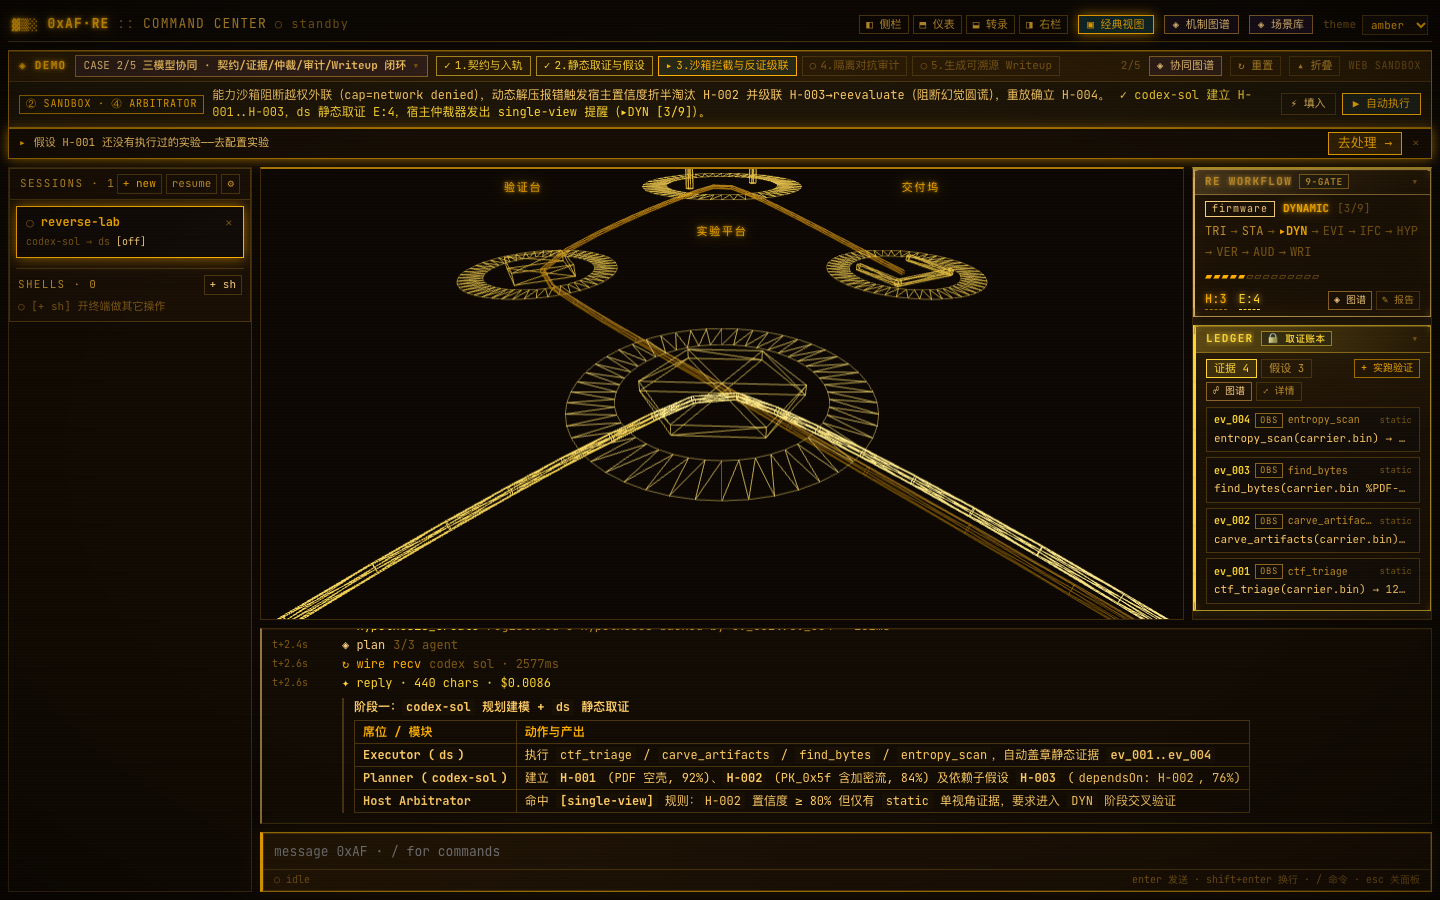 0xAF·RE :: COMMAND CENTER ○ standby
◧ 侧栏 ⬒ 仪表 ⬓ 转录 ◨ 右栏 ▣ 经典视图 ◈ 机制图谱 ◈ 场景库 theme amber
◈ DEMO CASE 2/5 三模型协同 · 契约/证据/仲裁/审计/Writeup 闭环 ▾ ✓ 1.契约与入轨 ✓ 2.静态取证与假设 ▸ 3.沙箱拦截与反证级联 ○ 4.隔离对抗审计 ○ 5.生成可溯源 Writeup 2/5 ◈ 协同图谱 ↻ 重置 ▴ 折叠 WEB SANDBOX
② SANDBOX · ④ ARBITRATOR
能力沙箱阻断越权外联 (cap=network denied), 动态解压报错触发宿主置信度折半淘汰 H-002 并级联 H-003→reevaluate (阻断幻觉圆谎), 重放确立 H-004。 ✓ codex-sol 建立 H-
001..H-003, ds 静态取证 E:4, 宿主仲裁器发出 single-view 提醒 (▸DYN [3/9])。
⚡ 填入 ▶ 自动执行
▸ 假设 H-001 还没有执行过的实验——去配置实验 去处理 → ×
SESSIONS · 1 + new resume ⚙
○ reverse-lab ×
codex-sol → ds [off]
SHELLS · 0 + sh
○ [+ sh] 开终端做其它操作
验证台
交付坞
实验平台
RE WORKFLOW 9-GATE ▾
firmware DYNAMIC [3/9]
TRI → STA → ▸DYN → EVI → IFC → HYP
→ VER → AUD → WRI
H:3 E:4 ◈ 图谱 ✎ 报告
LEDGER 🔒 取证账本 ▾
证据 4 假设 3 + 实跑验证
☍ 图谱 ⤢ 详情
ev_004 OBS entropy_scan static
entropy_scan(carrier.bin) → …
ev_003 OBS find_bytes static
find_bytes(carrier.bin %PDF-…
ev_002 OBS carve_artifac… static
carve_artifacts(carrier.bin)…
ev_001 OBS ctf_triage static
ctf_triage(carrier.bin) → 12…
t+2.4s ◈ plan 3/3 agent
t+2.6s ↻ wire recv codex sol · 2577ms
t+2.6s ✦ reply · 440 chars · $0.0086
阶段一: codex-sol 规划建模 + ds 静态取证
席位 / 模块 动作与产出
Executor (ds) 执行 ctf_triage / carve_artifacts / find_bytes / entropy_scan, 自动盖章静态证据 ev_001..ev_004
Planner (codex-sol) 建立 H-001 (PDF 空壳, 92%)、H-002 (PK_0x5f 含加密流, 84%) 及依赖子假设 H-003 (dependsOn: H-002, 76%)
Host Arbitrator 命中 [single-view] 规则: H-002 置信度 ≥ 80% 但仅有 static 单视角证据, 要求进入 DYN 阶段交叉验证
message 0xAF · / for commands
○ idle enter 发送 · shift+enter 换行 · / 命令 · esc 关面板